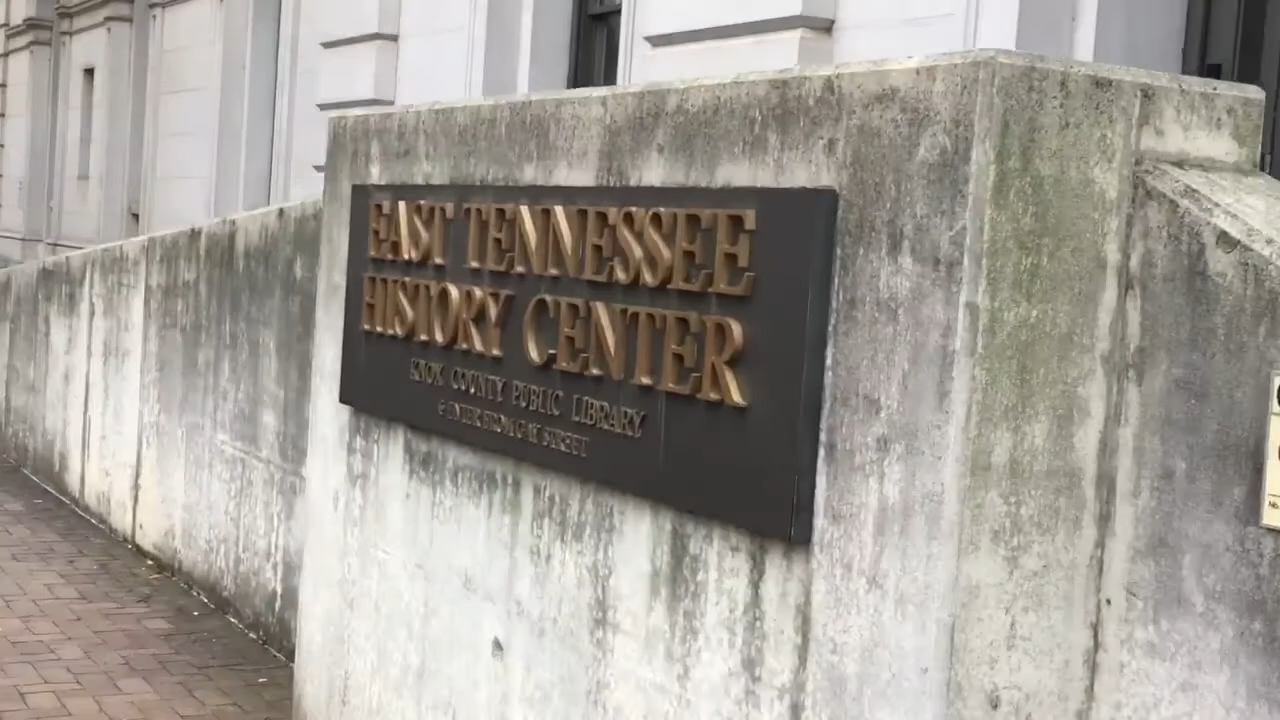 EAST TENNESSEE
HISTORY CENTER
KNOX COUNTY PUBLIC LIBRARY
ENTER FROM GAY STREET